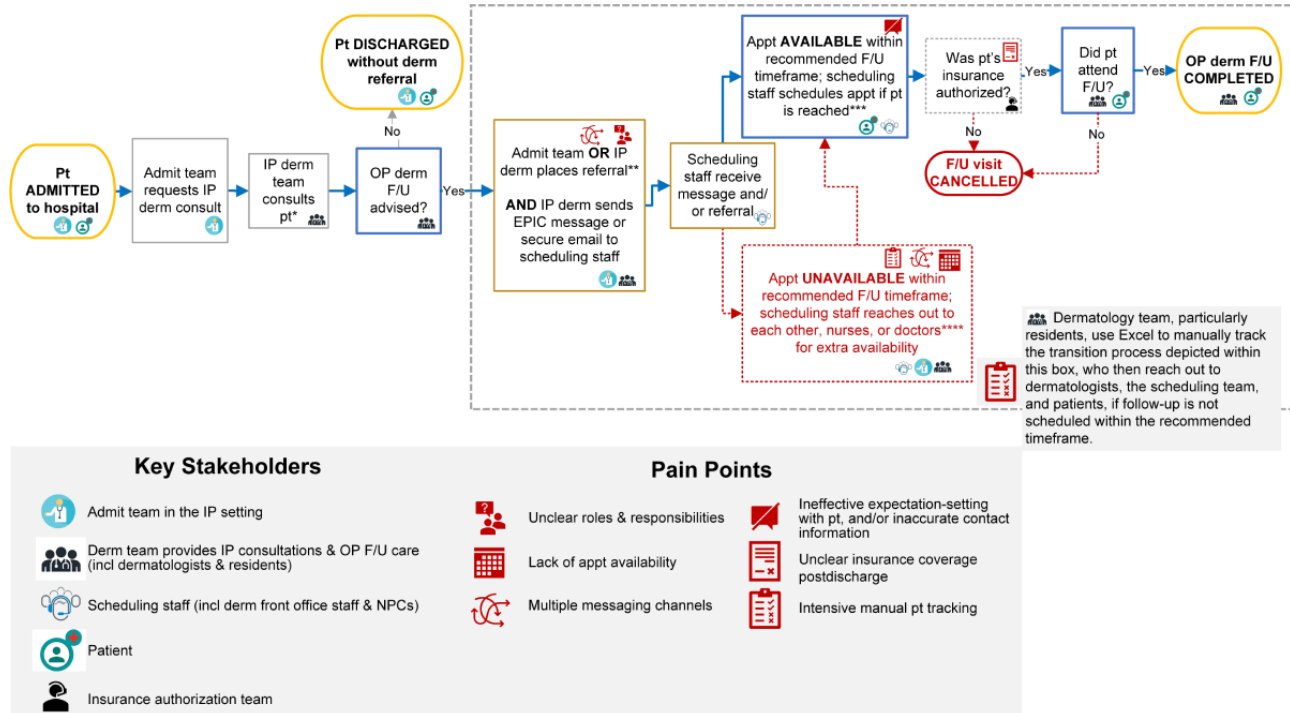 Pt DISCHARGED
without derm
referral
No
Pt
ADMITTED
to hospital
Admit team
requests IP
derm consult
IP derm
team
consults
pt*
OP derm
F/U
advised?
Yes
Admit team OR IP
derm places referral**
AND IP derm sends
EPIC message or
secure email to
scheduling staff
Scheduling
staff receive
message and/
or referral
Appt AVAILABLE within
recommended F/U
timeframe; scheduling
staff schedules appt if pt
is reached***
Was pt's
insurance
authorized?
Yes
Did pt
attend
F/U?
Yes
OP derm F/U
COMPLETED
No
No
F/U visit
CANCELLED
Appt UNAVAILABLE within
recommended F/U timeframe;
scheduling staff reaches out to
each other, nurses, or doctors****
for extra availability
Dermatology team, particularly
residents, use Excel to manually track
the transition process depicted within
this box, who then reach out to
dermatologists, the scheduling team,
and patients, if follow-up is not
scheduled within the recommended
timeframe.
Key Stakeholders
Admit team in the IP setting
Derm team provides IP consultations & OP F/U care
(incl dermatologists & residents)
Scheduling staff (incl derm front office staff & NPCs)
Patient
Insurance authorization team
Pain Points
Unclear roles & responsibilities
Lack of appt availability
Multiple messaging channels
Ineffective expectation-setting
with pt, and/or inaccurate contact
information
Unclear insurance coverage
postdischarge
Intensive manual pt tracking